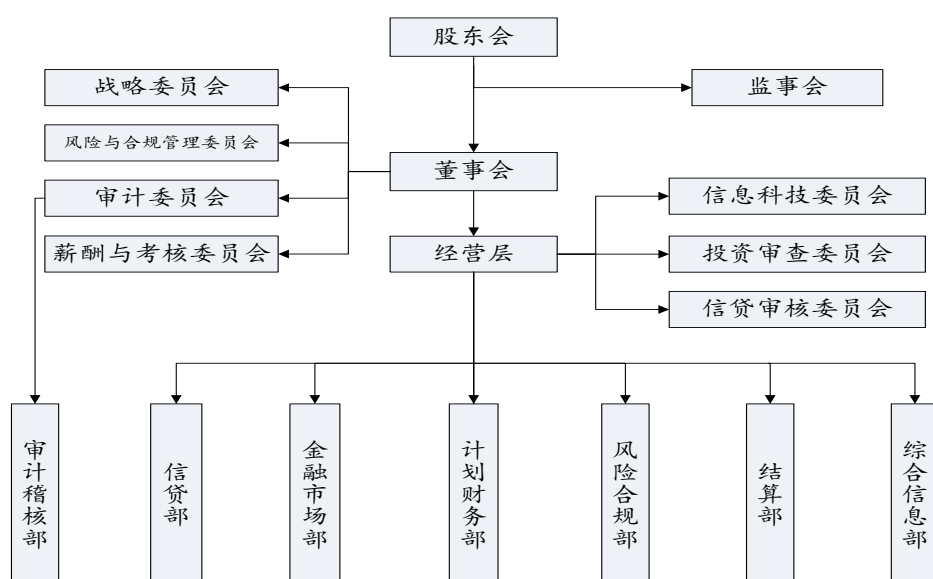 股东会
战略委员会
监事会
风险与合规管理委员会
董事会
审计委员会
信息科技委员会
薪酬与考核委员会
经营层
投资审查委员会
信贷审核委员会
审计稽核部
信贷部
金融市场部
计划财务部
风险合规部
结算部
综合信息部